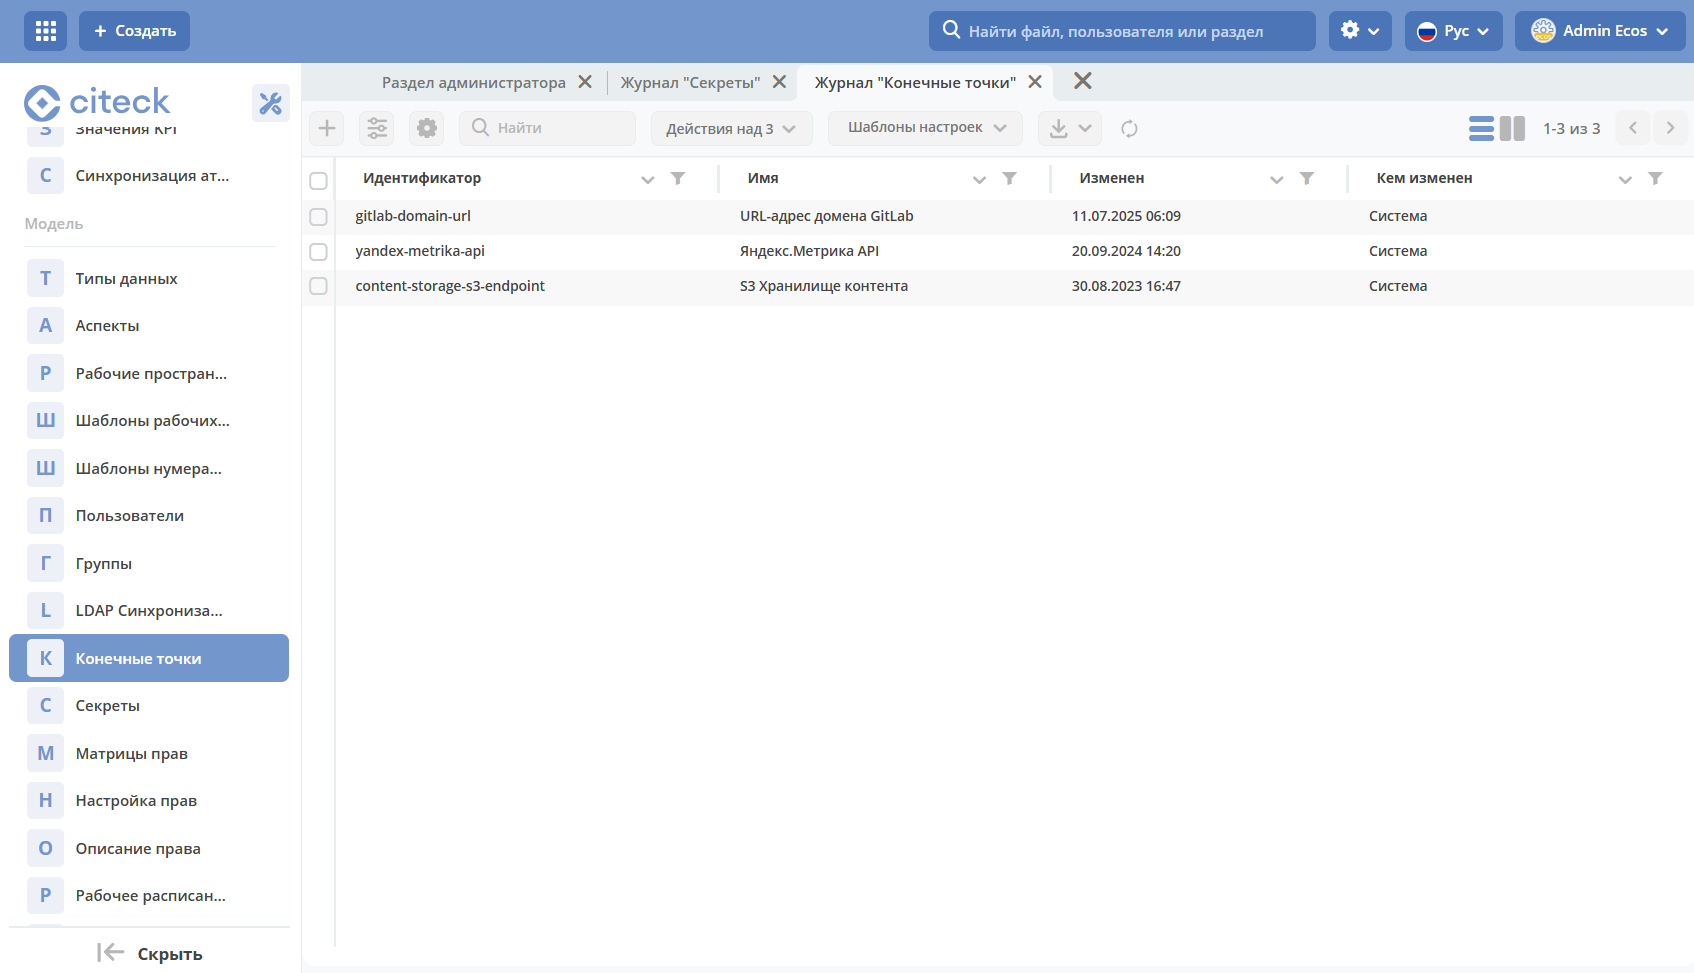 + Создать
Найти файл, пользователя или раздел
Рус
Admin Ecos
citeck
Раздел администратора
Журнал "Секреты"
Журнал "Конечные точки"
Найти
Действия над 3
Шаблоны настроек
1-3 из 3
З Значения KPI
С Синхронизация ат...
Модель
Т Типы данных
А Аспекты
Р Рабочие простран...
Ш Шаблоны рабочих...
Ш Шаблоны нумера...
П Пользователи
Г Группы
L LDAP Синхрониза...
К Конечные точки
С Секреты
М Матрицы прав
Н Настройка прав
О Описание права
Р Рабочее расписан...
Скрыть
Идентификатор Имя Изменен Кем изменен
gitlab-domain-url URL-адрес домена GitLab 11.07.2025 06:09 Система
yandex-metrika-api Яндекс.Метрика API 20.09.2024 14:20 Система
content-storage-s3-endpoint S3 Хранилище контента 30.08.2023 16:47 Система